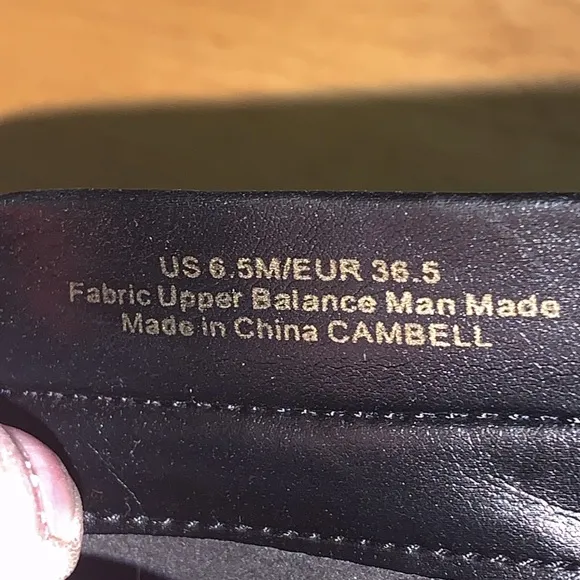 US 6.5M/EUR 36.5
Fabric Upper Balance Man Made
Made in China CAMBELL